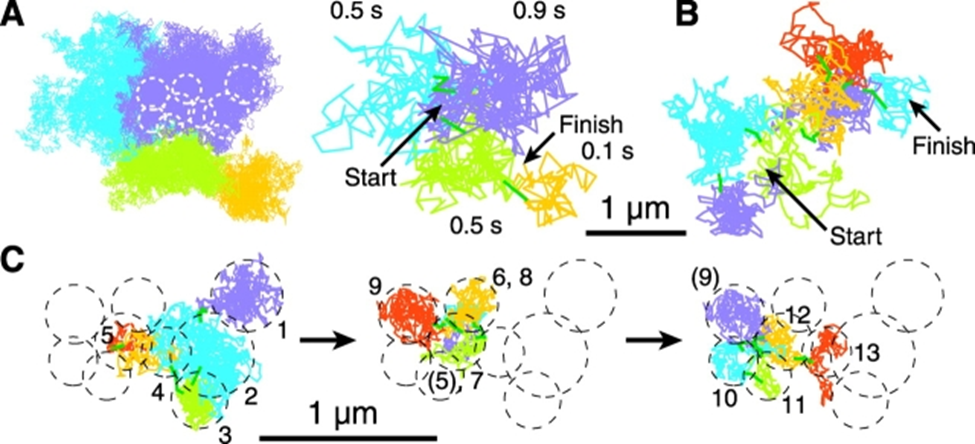 A
0.5 s
0.9 s
B
Finish
0.1 s
Start
0.5 s
1 μm
Finish
Start
C
5
4
1
2
3
1 μm
9
6, 8
(5), 7
(9)
12
13
10
11